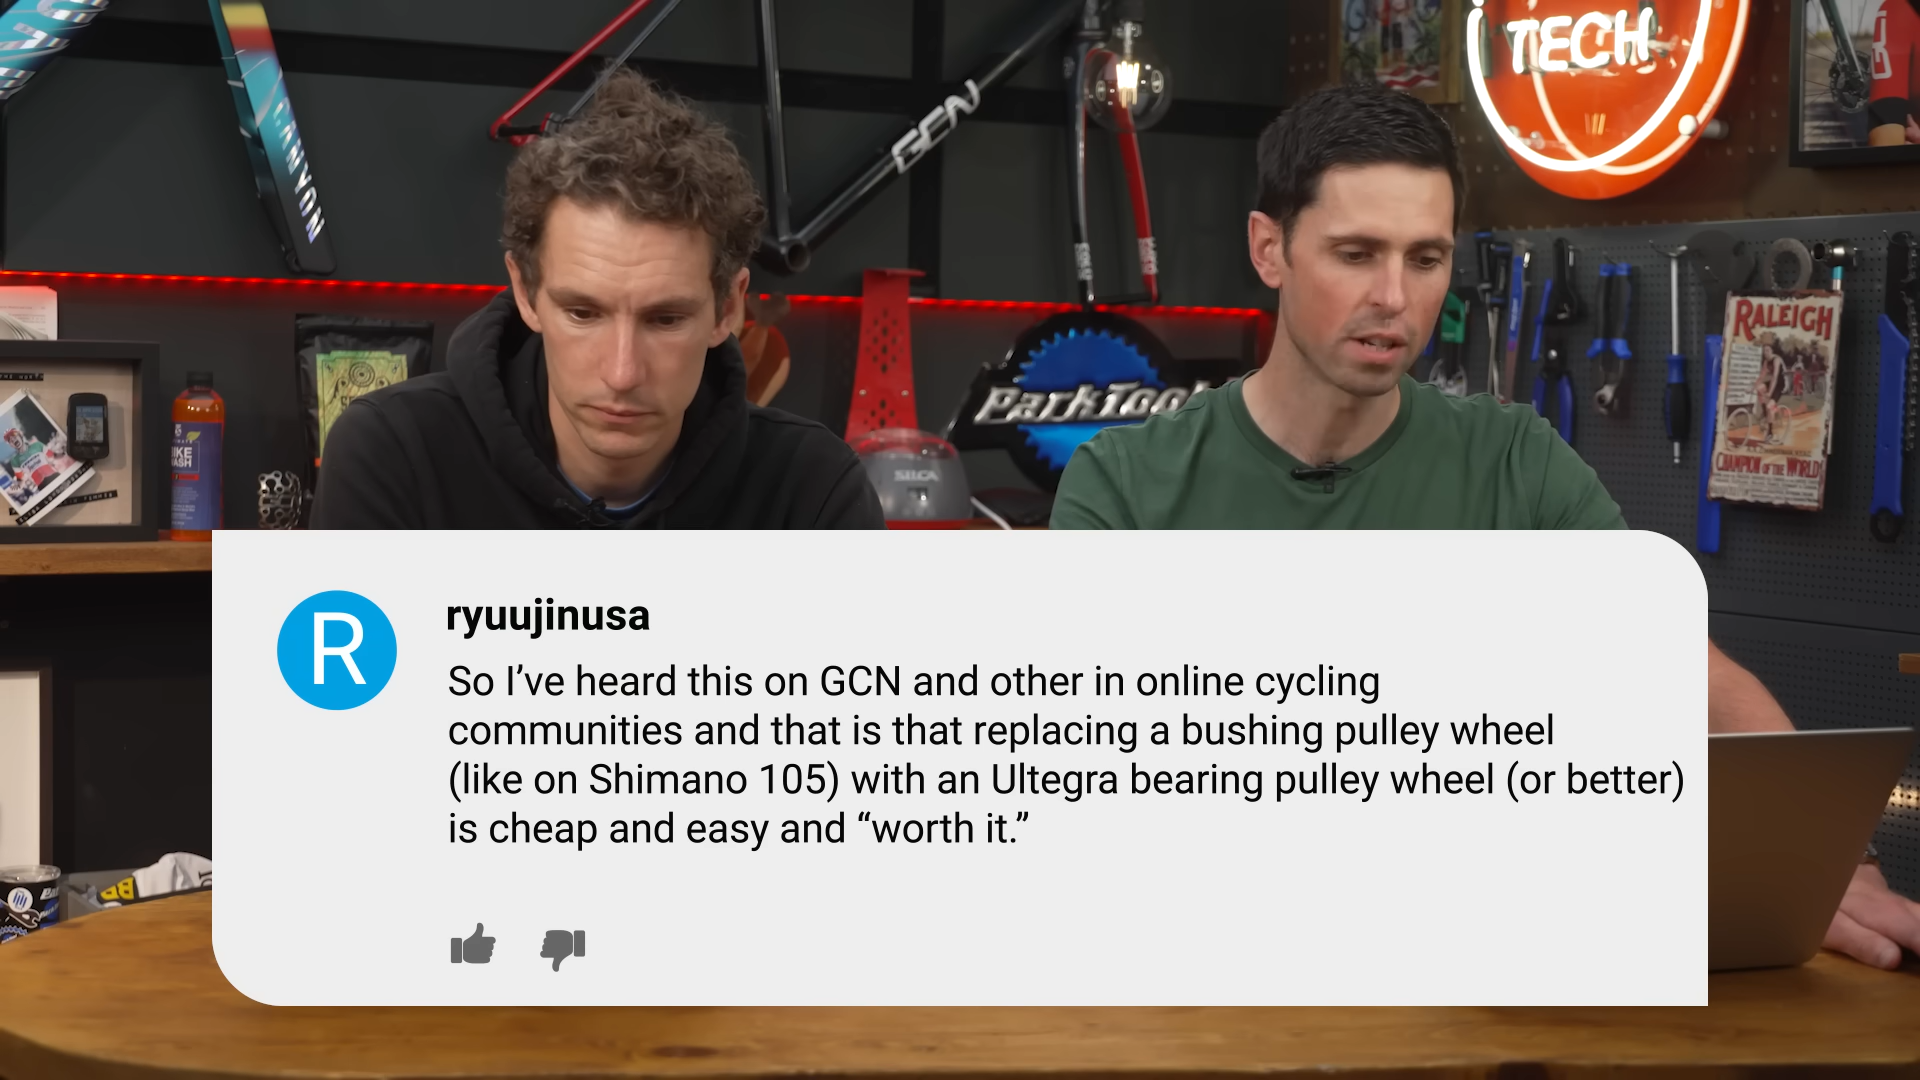 TECH
CANYON
GCN
RALEIGH
ParkTool
SILCA
CHAMPION OF THE WORLD
R
ryuujinusa
So I’ve heard this on GCN and other in online cycling
communities and that is that replacing a bushing pulley wheel
(like on Shimano 105) with an Ultegra bearing pulley wheel (or better)
is cheap and easy and “worth it.”